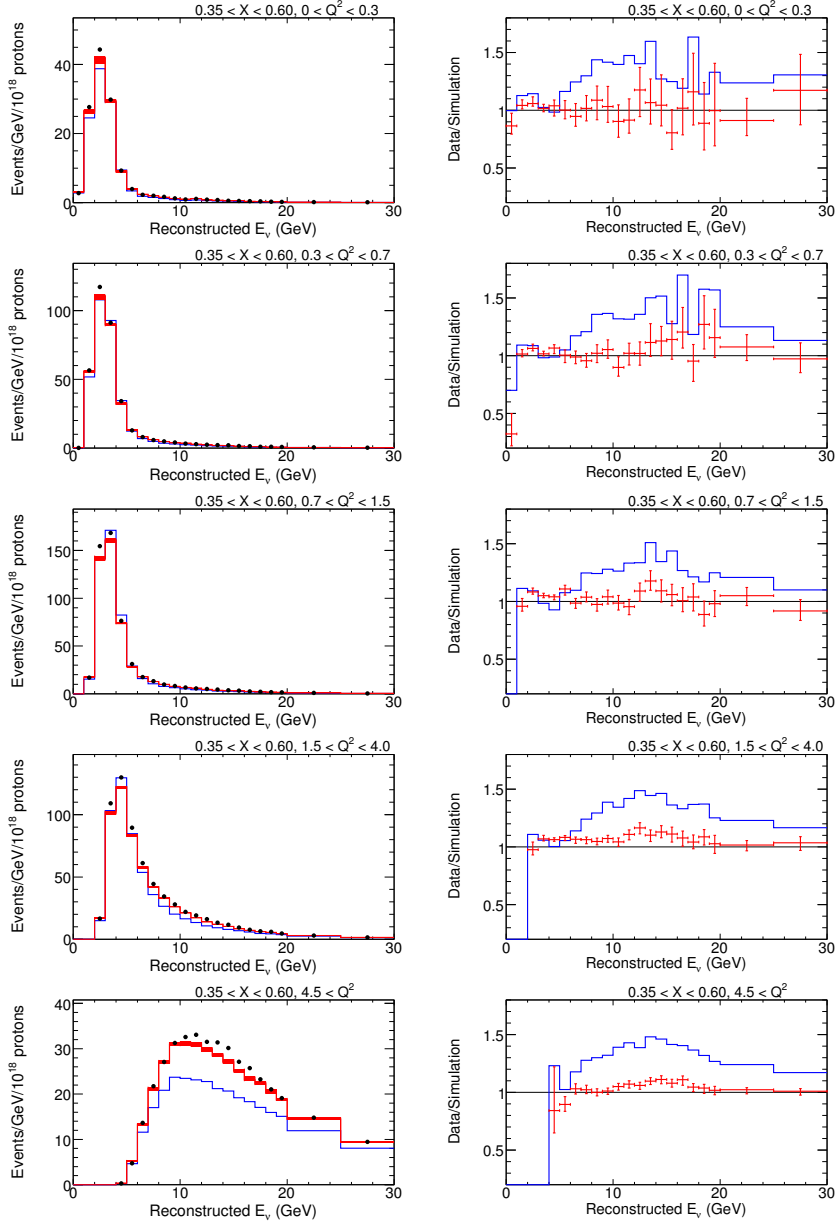 0.35 < X < 0.60, 0 < Q² < 0.3
Events/GeV/10¹⁸ protons
40
20
0
0 10 20 30
Reconstructed Eᵥ (GeV)
0.35 < X < 0.60, 0 < Q² < 0.3
Data/Simulation
1.5
1
0.5
0 10 20 30
Reconstructed Eᵥ (GeV)
0.35 < X < 0.60, 0.3 < Q² < 0.7
Events/GeV/10¹⁸ protons
100
50
0
0 10 20 30
Reconstructed Eᵥ (GeV)
0.35 < X < 0.60, 0.3 < Q² < 0.7
Data/Simulation
1.5
1
0.5
0 10 20 30
Reconstructed Eᵥ (GeV)
0.35 < X < 0.60, 0.7 < Q² < 1.5
Events/GeV/10¹⁸ protons
150
100
50
0
0 10 20 30
Reconstructed Eᵥ (GeV)
0.35 < X < 0.60, 0.7 < Q² < 1.5
Data/Simulation
1.5
1
0.5
0 10 20 30
Reconstructed Eᵥ (GeV)
0.35 < X < 0.60, 1.5 < Q² < 4.0
Events/GeV/10¹⁸ protons
100
50
0
0 10 20 30
Reconstructed Eᵥ (GeV)
0.35 < X < 0.60, 1.5 < Q² < 4.0
Data/Simulation
1.5
1
0.5
0 10 20 30
Reconstructed Eᵥ (GeV)
0.35 < X < 0.60, 4.5 < Q²
Events/GeV/10¹⁸ protons
40
30
20
10
0
0 10 20 30
Reconstructed Eᵥ (GeV)
0.35 < X < 0.60, 4.5 < Q²
Data/Simulation
1.5
1
0.5
0 10 20 30
Reconstructed Eᵥ (GeV)